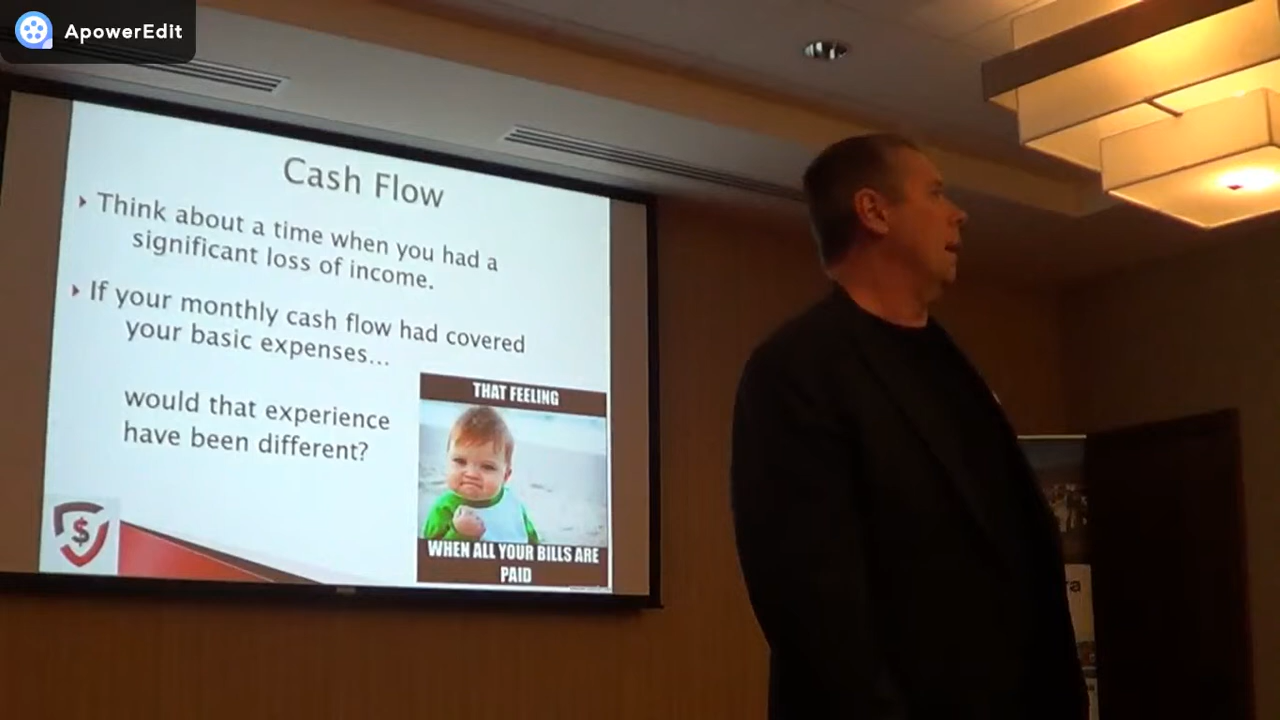 ApowerEdit
Cash Flow
Think about a time when you had a
significant loss of income.
If your monthly cash flow had covered
your basic expenses...
would that experience
have been different?
THAT FEELING
WHEN ALL YOUR BILLS ARE
PAID
$